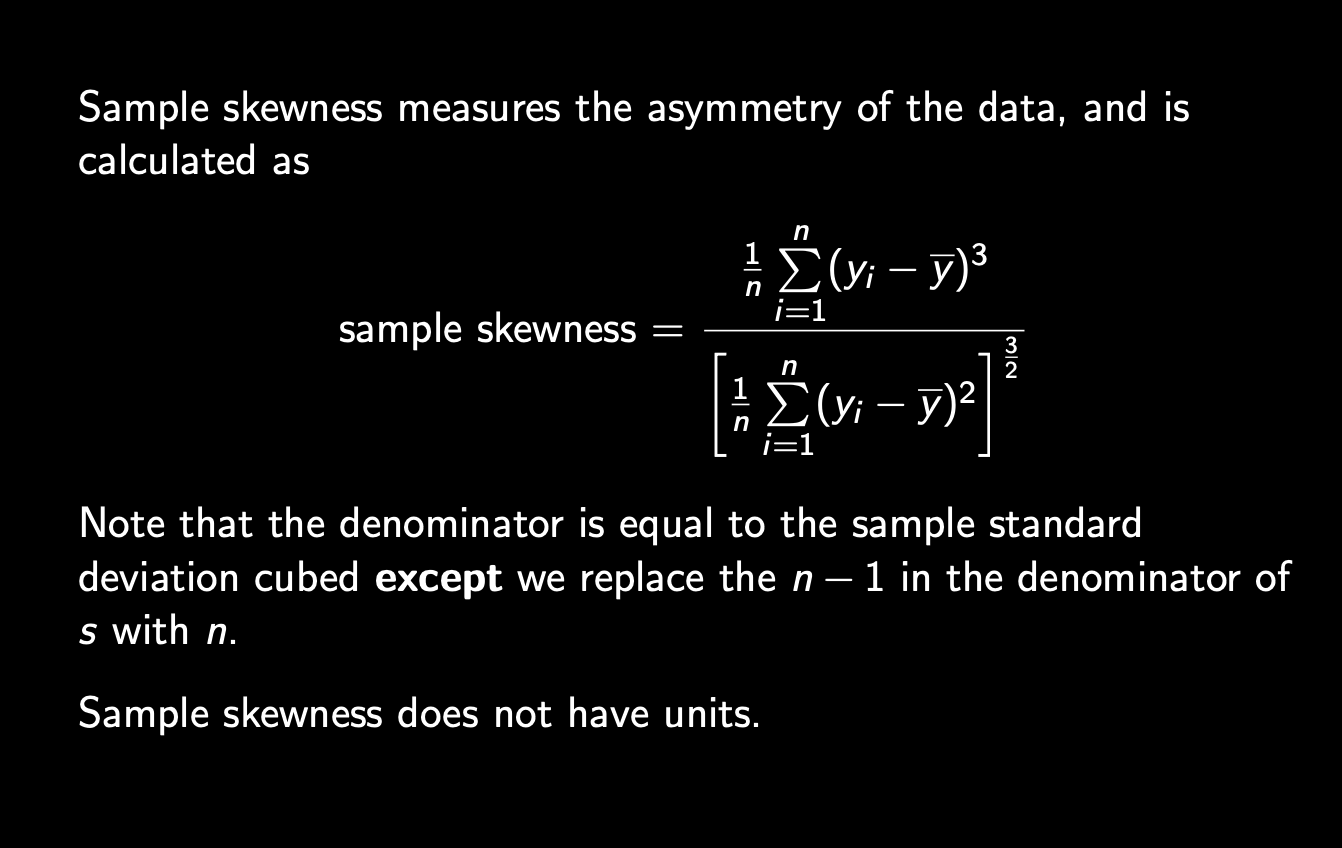 Sample skewness measures the asymmetry of the data, and is
calculated as
sample skewness = \frac{\frac{1}{n} \sum_{i=1}^{n} (y_i - \overline{y})^3}{\left[ \frac{1}{n} \sum_{i=1}^{n} (y_i - \overline{y})^2 \right]^{\frac{3}{2}}}
Note that the denominator is equal to the sample standard
deviation cubed except we replace the n − 1 in the denominator of
s with n.
Sample skewness does not have units.